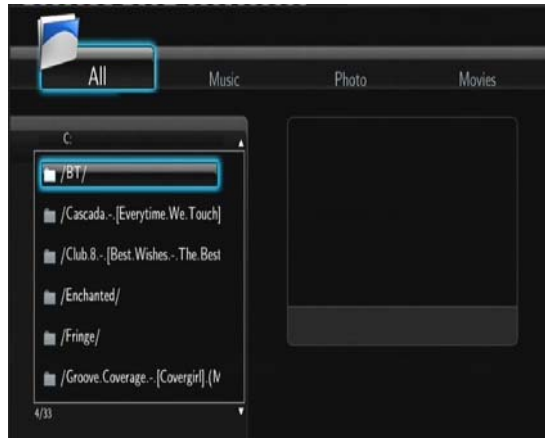 All
Music
Photo
Movies
C:
/BT/
/Cascada.-.[Everytime.We.Touch]
/Club.8.-.[Best.Wishes.-.The.Best
/Enchanted/
/Fringe/
/Groove.Coverage.-.[Covergirl].(M
4/33